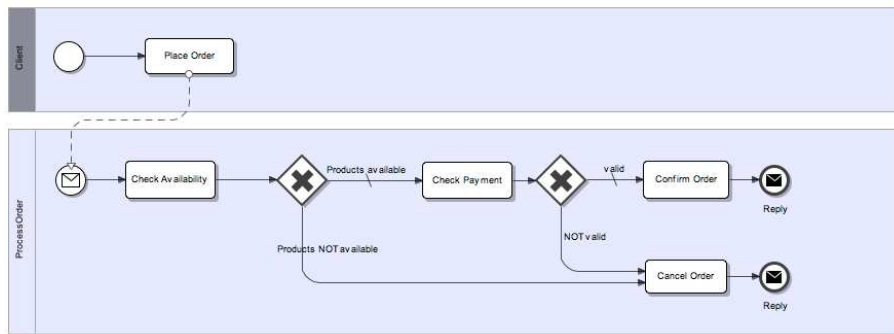 Client
Place Order
ProcessOrder
Check Availability
Products available
Check Payment
valid
Confirm Order
Reply
Products NOT available
NOT valid
Cancel Order
Reply